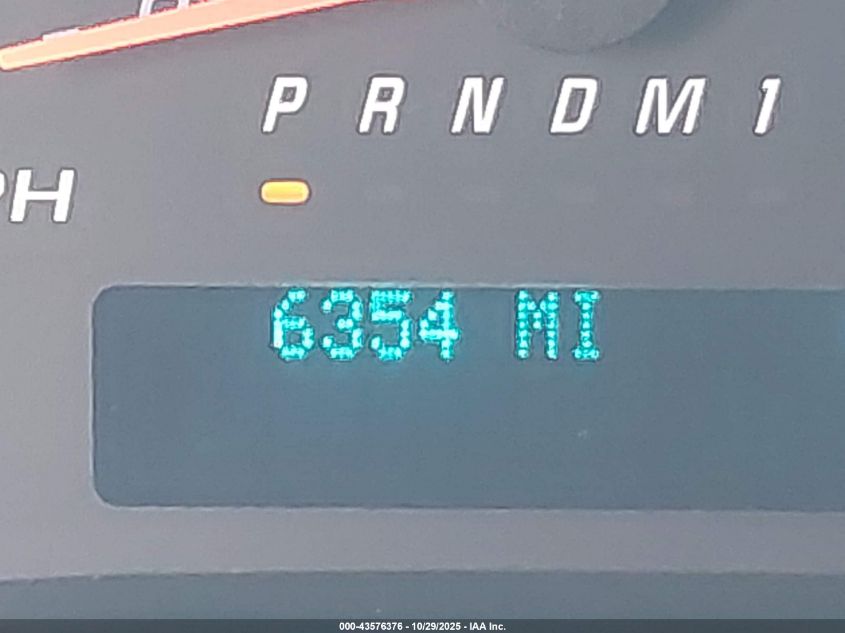 P R N D M 1
PH
6354 MI
000-43576376 - 10/29/2025 - IAA Inc.